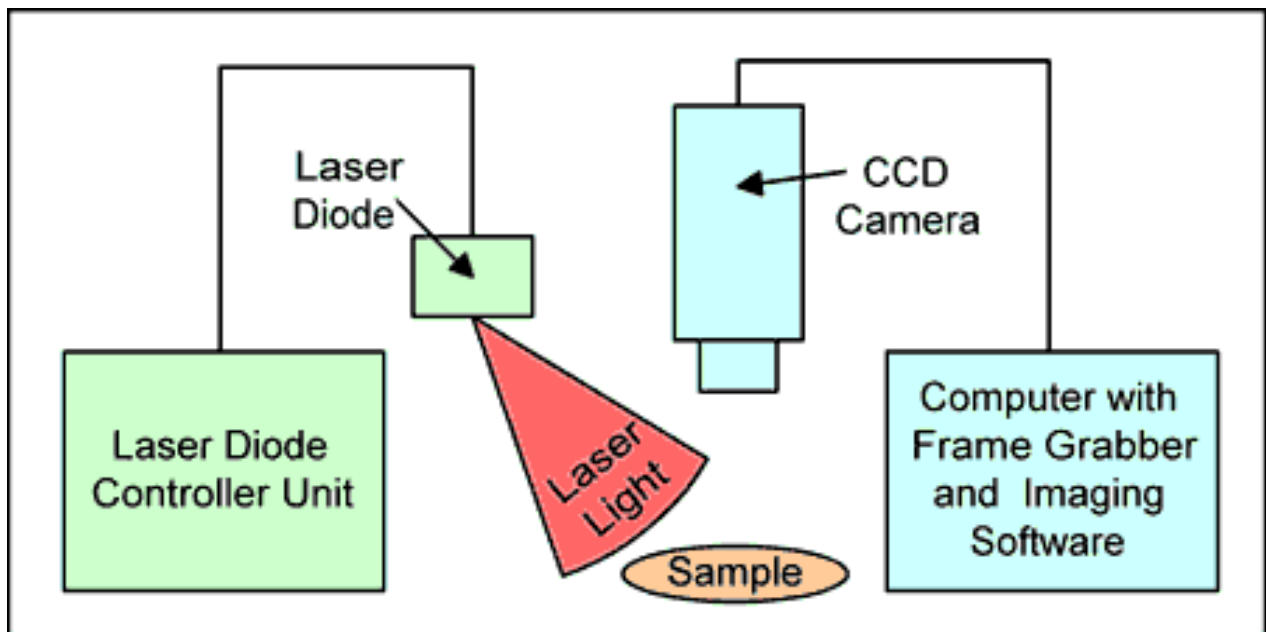 Laser
Diode
CCD
Camera
Laser Diode
Controller Unit
Laser
Light
Sample
Computer with
Frame Grabber
and Imaging
Software